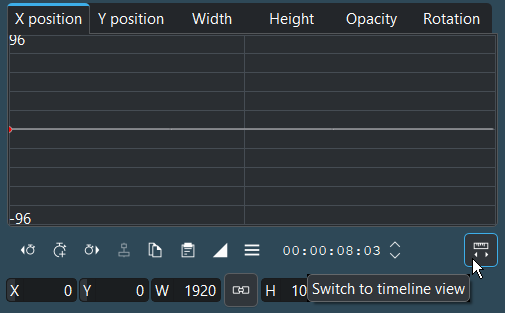 X position Y position Width Height Opacity Rotation
96
-96
00:00:08:03
X 0 Y 0 W 1920 H 10
Switch to timeline view